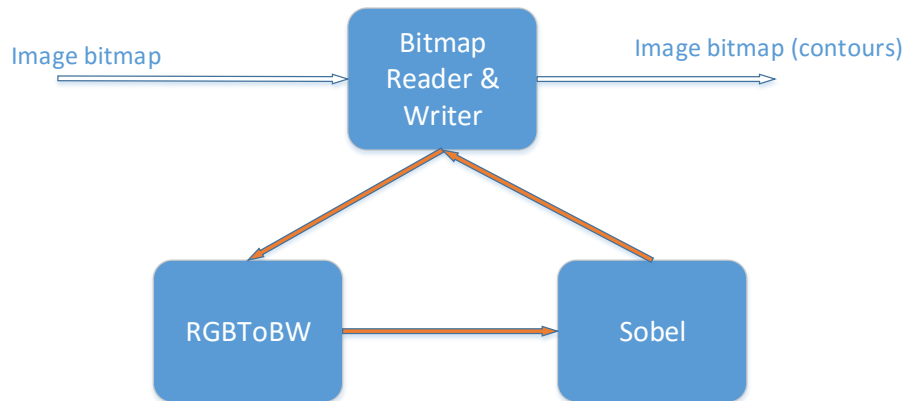 Image bitmap
Bitmap
Reader &
Writer
Image bitmap (contours)
RGBToBW
Sobel